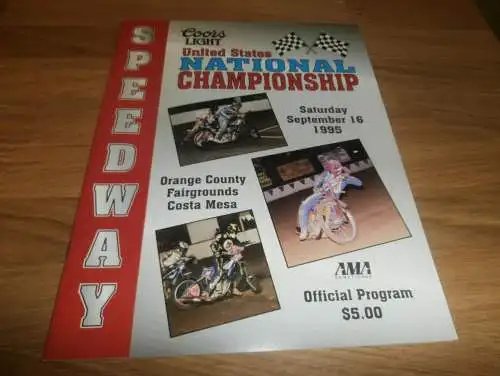 SPEEDWAY
Coors
LIGHT
United States
NATIONAL
CHAMPIONSHIP
Saturday
September 16
1995
Orange County
Fairgrounds
Costa Mesa
AMA
Official Program
$5.00